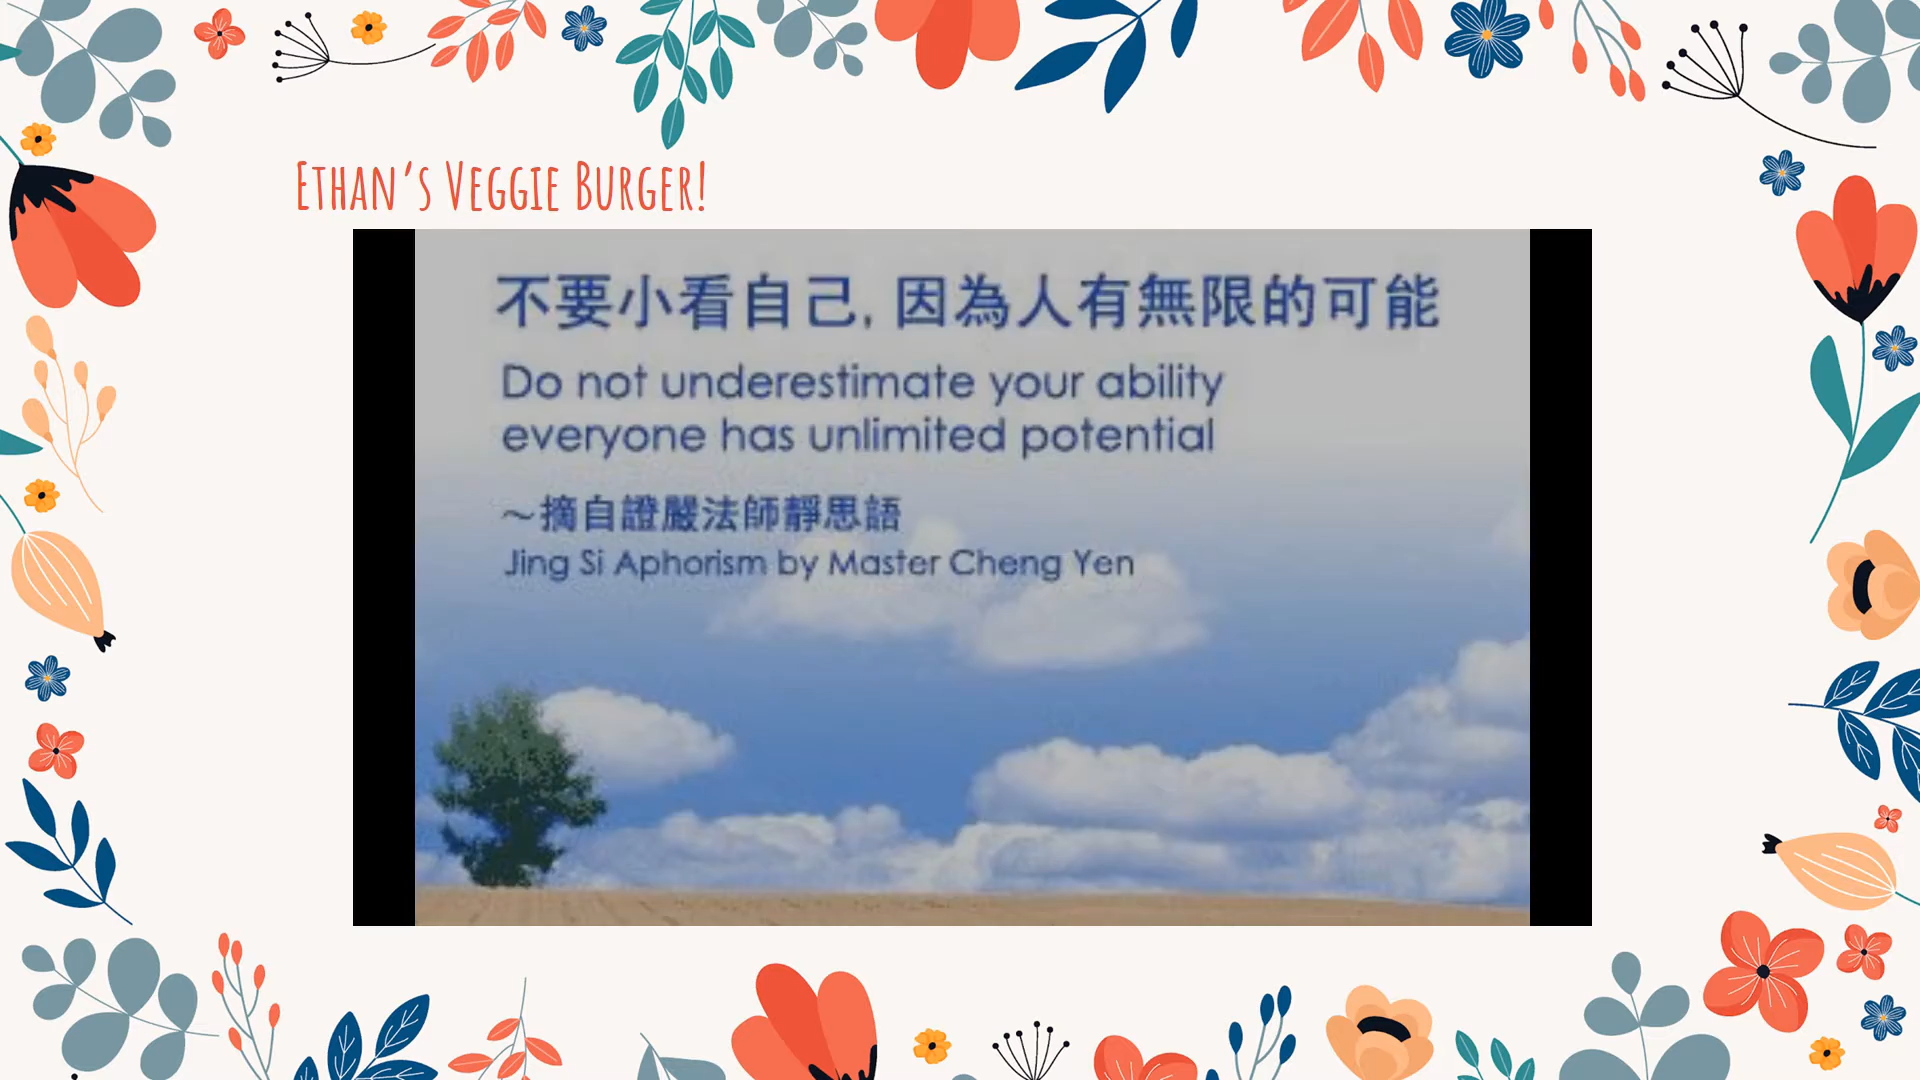 Ethan's Veggie Burger!
不要小看自己, 因為人有無限的可能
Do not underestimate your ability
everyone has unlimited potential
～摘自證嚴法師靜思語
Jing Si Aphorism by Master Cheng Yen